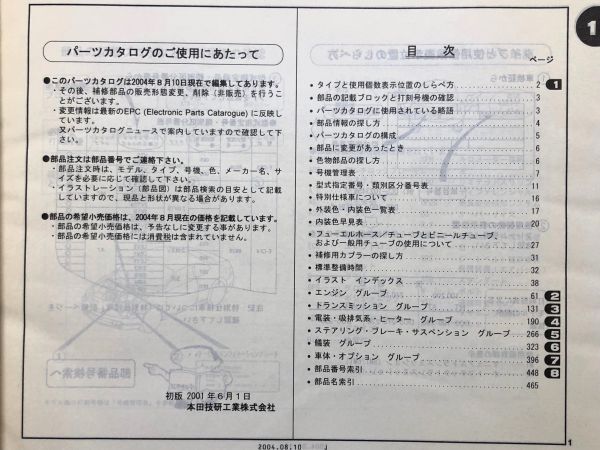 パーツカタログのご使用にあたって
●このパーツカタログは2004年8月10日現在で編集してあります。
・その後、補修部品の販売形態変更、削除（非販売）を行うこ
とがございます。
・変更情報は最新のEPC (Electronic Parts Catarogue) に反映し
ています。
又パーツカタログニュースで案内していますので確認して下
さい。
●部品注文は部品番号でご連絡下さい。
・部品注文時は、モデル、タイプ、号機、色、メーカー名、サ
イズを必要に応じて確認して下さい。
・イラストレーション（部品図）は部品検索の目安として記載
していますので、現品と形状が異なる場合があります。
●部品の希望小売価格は、2004年8月現在の価格を記載しています。
・部品の希望小売価格は、予告なしに変更する事があります。
・部品の希望小売価格には消費税は含まれていません。
初版 2001年6月1日
本田技研工業株式会社
目 次
ページ
・タイプと使用個数表示位置のしらべ方 2 1
・部品の記載ブロックと打刻号機の確認 3
・パーツカタログに使用されている略語 3
・部品情報の探し方 4
・パーツカタログの構成 5
・部品に変更があったとき 6
・色物部品の探し方 6
・号機管理表 7
・型式指定番号・類別区分番号表 11
・特別仕様車について 16
・外装色・内装色一覧表 17
・内装色早見表 20
・フューエルホース／チューブとビニールチューブ、
および一般用チューブの使用について 27
・補修用カプラーの探し方 31
・標準整備時間 32
・イラスト インデックス 38
・エンジン グループ 61 2
・トランスミッション グループ 131 3
・電装・吸排気系・ヒーター グループ 190 4
・ステアリング・ブレーキ・サスペンション グループ 266 5
・艤装 グループ 323 6
・車体・オプション グループ 396 7
・部品番号索引 448 8
・部品名索引 465
1
2004.08.10 J
1